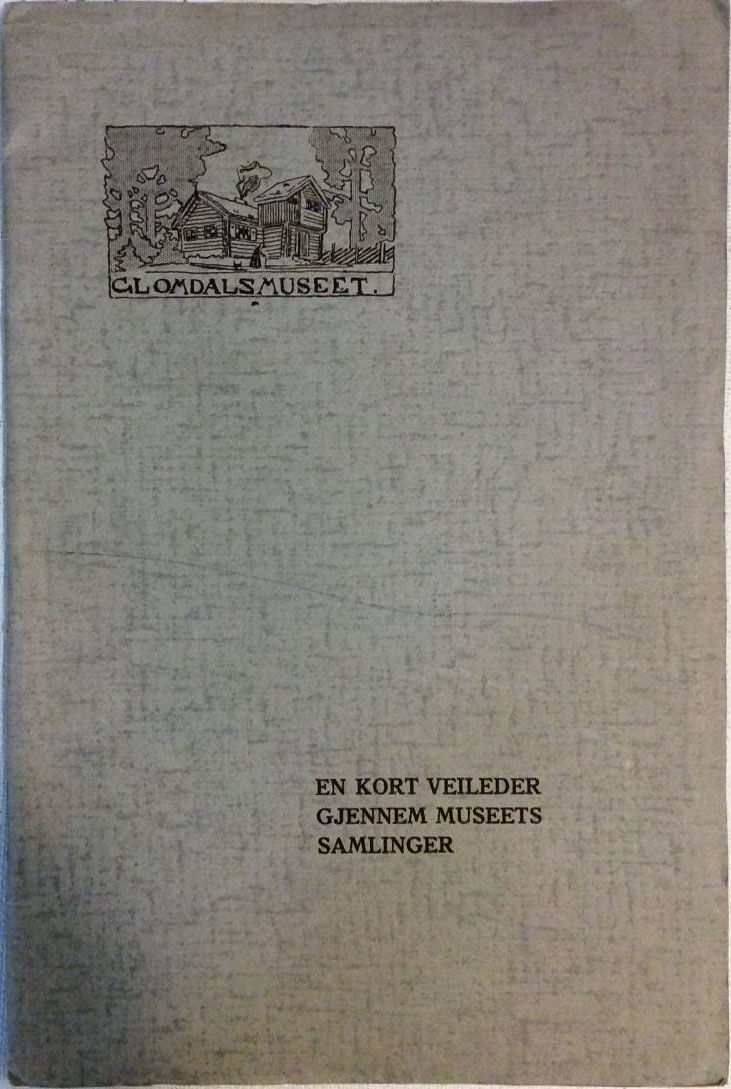 GLOMDALSMUSEET.
EN KORT VEILEDER
GJENNEM MUSEETS
SAMLINGER